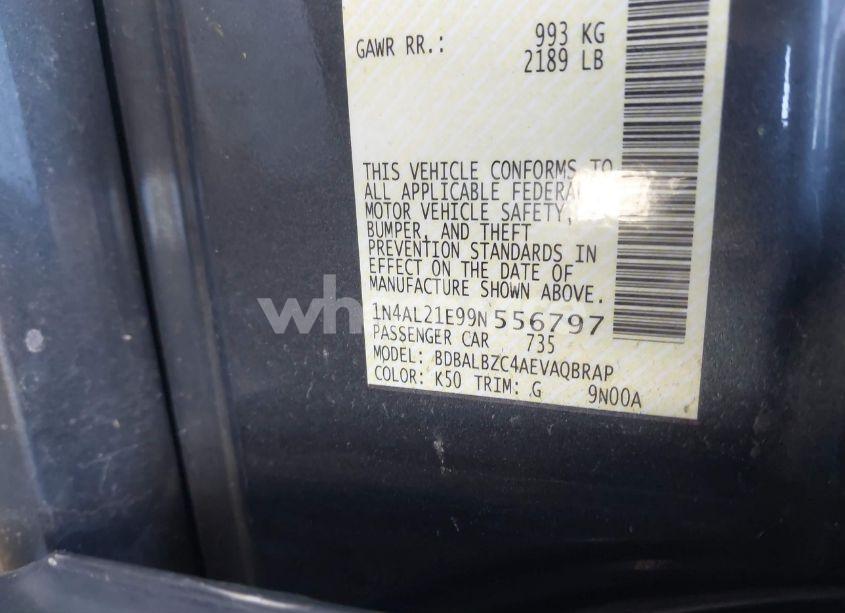 GAWR RR.: 993 KG
2189 LB
THIS VEHICLE CONFORMS TO
ALL APPLICABLE FEDERAL
MOTOR VEHICLE SAFETY,
BUMPER, AND THEFT
PREVENTION STANDARDS IN
EFFECT ON THE DATE OF
MANUFACTURE SHOWN ABOVE.
1N4AL21E99N556797
PASSENGER CAR 735
MODEL: BDBALBZC4AEVAQBRAP
COLOR: K50 TRIM: G 9N00A